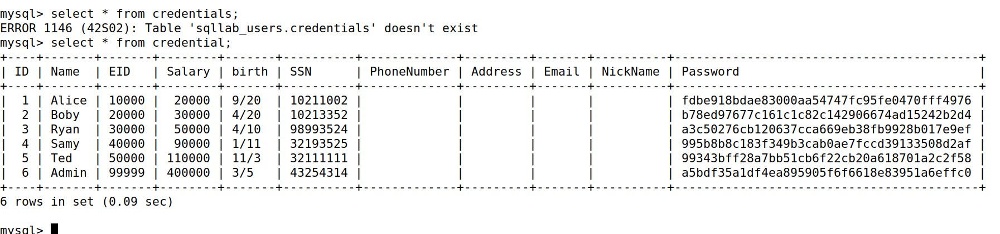 mysql> select * from credentials;
ERROR 1146 (42S02): Table 'sqllab_users.credentials' doesn't exist
mysql> select * from credential;
+----+-------+-------+--------+-------+----------+-------------+---------+-------+----------+------------------------------------------+
| ID | Name  | EID   | Salary | birth | SSN      | PhoneNumber | Address | Email | NickName | Password                                 |
+----+-------+-------+--------+-------+----------+-------------+---------+-------+----------+------------------------------------------+
|  1 | Alice | 10000 |  20000 | 9/20  | 10211002 |             |         |       |          | fdbe918bdae83000aa54747fc95fe0470fff4976 |
|  2 | Boby  | 20000 |  30000 | 4/20  | 10213352 |             |         |       |          | b78ed97677c161c1c82c142906674ad15242b2d4 |
|  3 | Ryan  | 30000 |  50000 | 4/10  | 98993524 |             |         |       |          | a3c50276cb120637cca669eb38fb9928b017e9ef |
|  4 | Samy  | 40000 |  90000 | 1/11  | 32193525 |             |         |       |          | 995b8b8c183f349b3cab0ae7fccd39133508d2af |
|  5 | Ted   | 50000 | 110000 | 11/3  | 32111111 |             |         |       |          | 99343bff28a7bb51cb6f22cb20a618701a2c2f58 |
|  6 | Admin | 99999 | 400000 | 3/5   | 43254314 |             |         |       |          | a5bdf35a1df4ea895905f6f6618e83951a6effc0 |
+----+-------+-------+--------+-------+----------+-------------+---------+-------+----------+------------------------------------------+
6 rows in set (0.09 sec)
mysql>